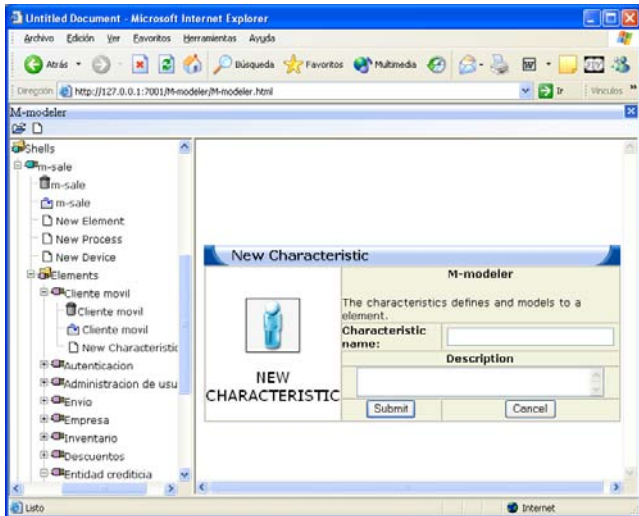 Untitled Document - Microsoft Internet Explorer
Archivo Edición Ver Favoritos Herramientas Ayuda
Atrás Búsqueda Favoritos Multimedia
Dirección http://127.0.0.1:7001/M-modeler/M-modeler.html Ir Vínculos
M-modeler
Shells
m-sale
m-sale
m-sale
New Element
New Process
New Device
Elements
Cliente movil
Cliente movil
Cliente movil
New Characteristic
Autenticacion
Administracion de usu
Envio
Empresa
Inventario
Descuentos
Entidad crediticia
New Characteristic
NEW
CHARACTERISTIC
M-modeler
The characteristics defines and models to a
element.
Characteristic
name:
Description
Submit Cancel
Listo Internet